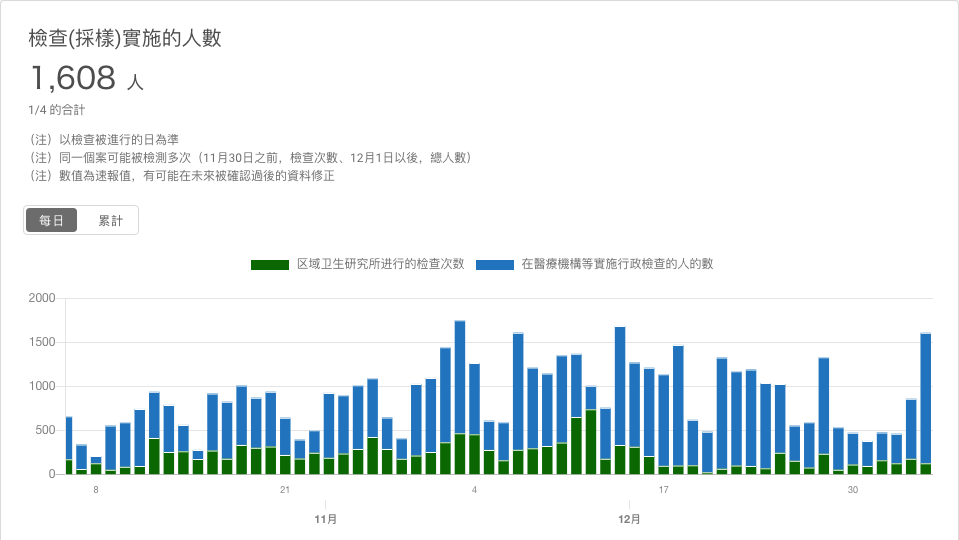 檢查(採樣)實施的人數
1,608 人
1/4 的合計
（注）以檢查被進行的日為準
（注）同一個案可能被檢測多次（11月30日之前，檢查次數、12月1日以後，總人數）
（注）數值為速報值，有可能在未來被確認過後的資料修正
每日 累計
区域卫生研究所进行的检查次数 在醫療機構等實施行政檢查的人的數
2000
1500
1000
500
0
8 21 4 17 30
11月 12月